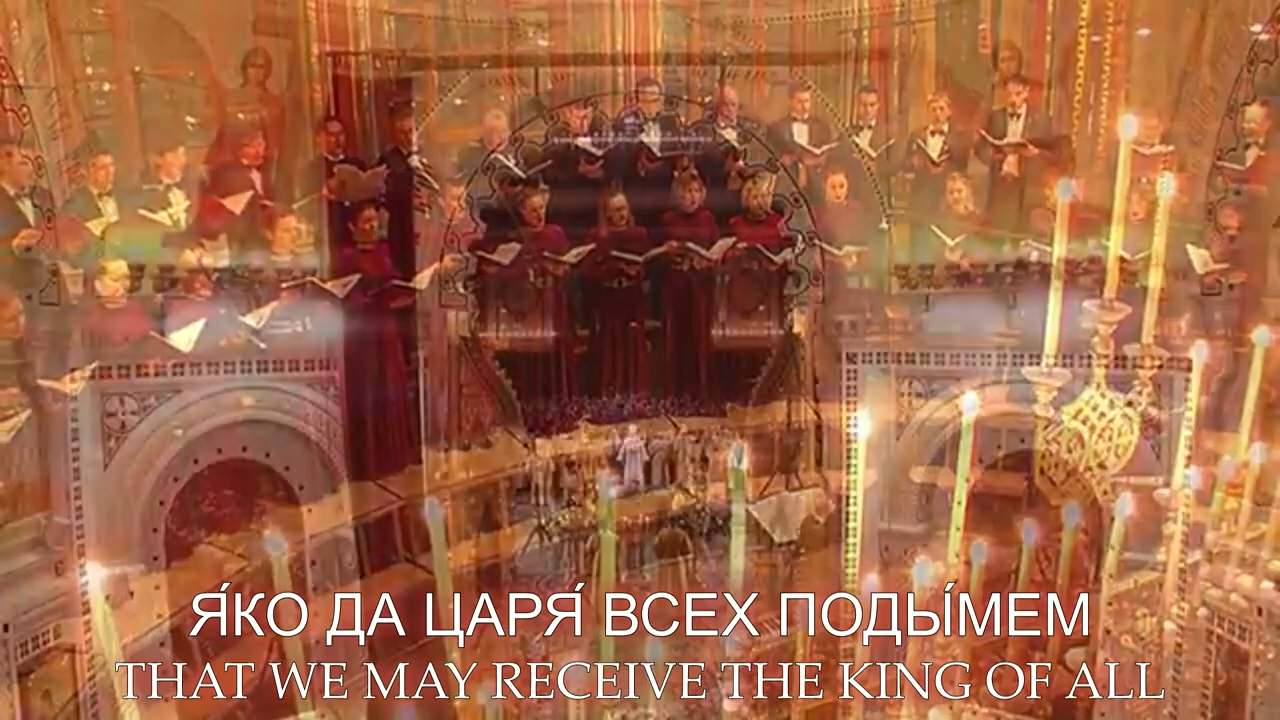 Я́КО ДА ЦАРЯ́ ВСЕХ ПОДЫ́МЕМ
THAT WE MAY RECEIVE THE KING OF ALL